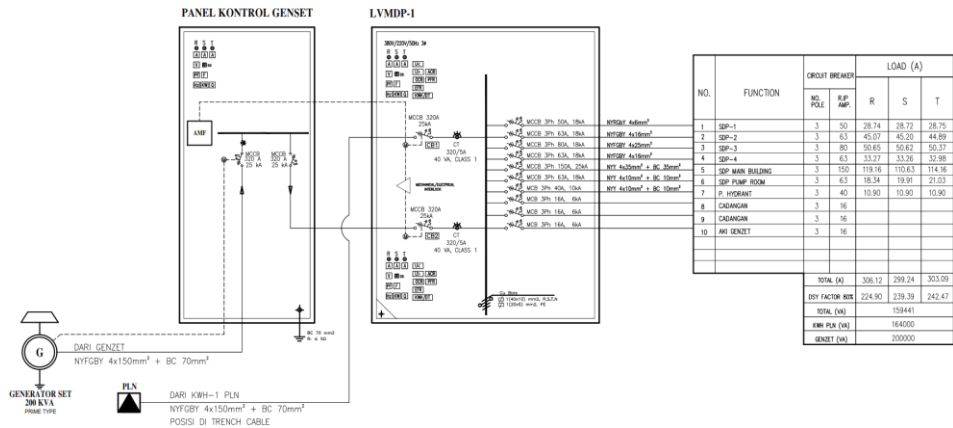 PANEL KONTROL GENSET
LVMDP-1
R S T
A A A
AMF
MCCB
320 A
25 kA
MCCB
320 A
25 kA
BC 70 mm2
380V/220V/50Hz 3W
R S T
A A A
MCCB 320A
25kA
CB1
CT
320/5A
40 VA, CLASS 1
MECHANICAL/ELECTRICAL
INTERLOCK
MCCB 320A
25kA
CB2
CT
320/5A
40 VA, CLASS 1
MCCB 3Ph 50A, 18kA NYFGBY 4x6mm²
MCCB 3Ph 63A, 18kA NYFGBY 4x16mm²
MCCB 3Ph 80A, 18kA NYFGBY 4x25mm²
MCCB 3Ph 63A, 18kA NYFGBY 4x16mm²
MCCB 3Ph 150A, 25kA NYY 4x35mm² + BC 35mm²
MCCB 3Ph 63A, 18kA NYY 4x10mm² + BC 10mm²
MCB 3Ph 40A, 10kA NYY 4x10mm² + BC 10mm²
MCB 3Ph 16A, 6kA
MCB 3Ph 16A, 6kA
MCB 3Ph 16A, 6kA
NO. FUNCTION CIRCUIT BREAKER LOAD (A)
NO. POLE AMP. R S T
1 SDP-1 3 50 28.74 28.72 28.75
2 SDP-2 3 63 45.07 45.20 44.89
3 SDP-3 3 80 50.65 50.62 50.37
4 SDP-4 3 63 33.27 33.26 32.98
5 SDP MAIN BUILDING 3 150 119.16 110.63 114.16
6 SDP PUMP ROOM 3 63 18.34 19.91 21.03
7 P. HYDRANT 3 40 10.90 10.90 10.90
8 CADANGAN 3 16
9 CADANGAN 3 16
10 AKI GENZET 3 16
TOTAL (A) 306.12 299.24 303.09
DSY FACTOR 80% 224.90 239.39 242.47
TOTAL (VA) 159441
KWH PLN (VA) 164000
GENZET (VA) 200000
G
GENERATOR SET
200 KVA
PRIME TYPE
DARI GENZET
NYFGBY 4x150mm² + BC 70mm²
PLN
DARI KWH-1 PLN
NYFGBY 4x150mm² + BC 70mm²
POSISI DI TRENCH CABLE